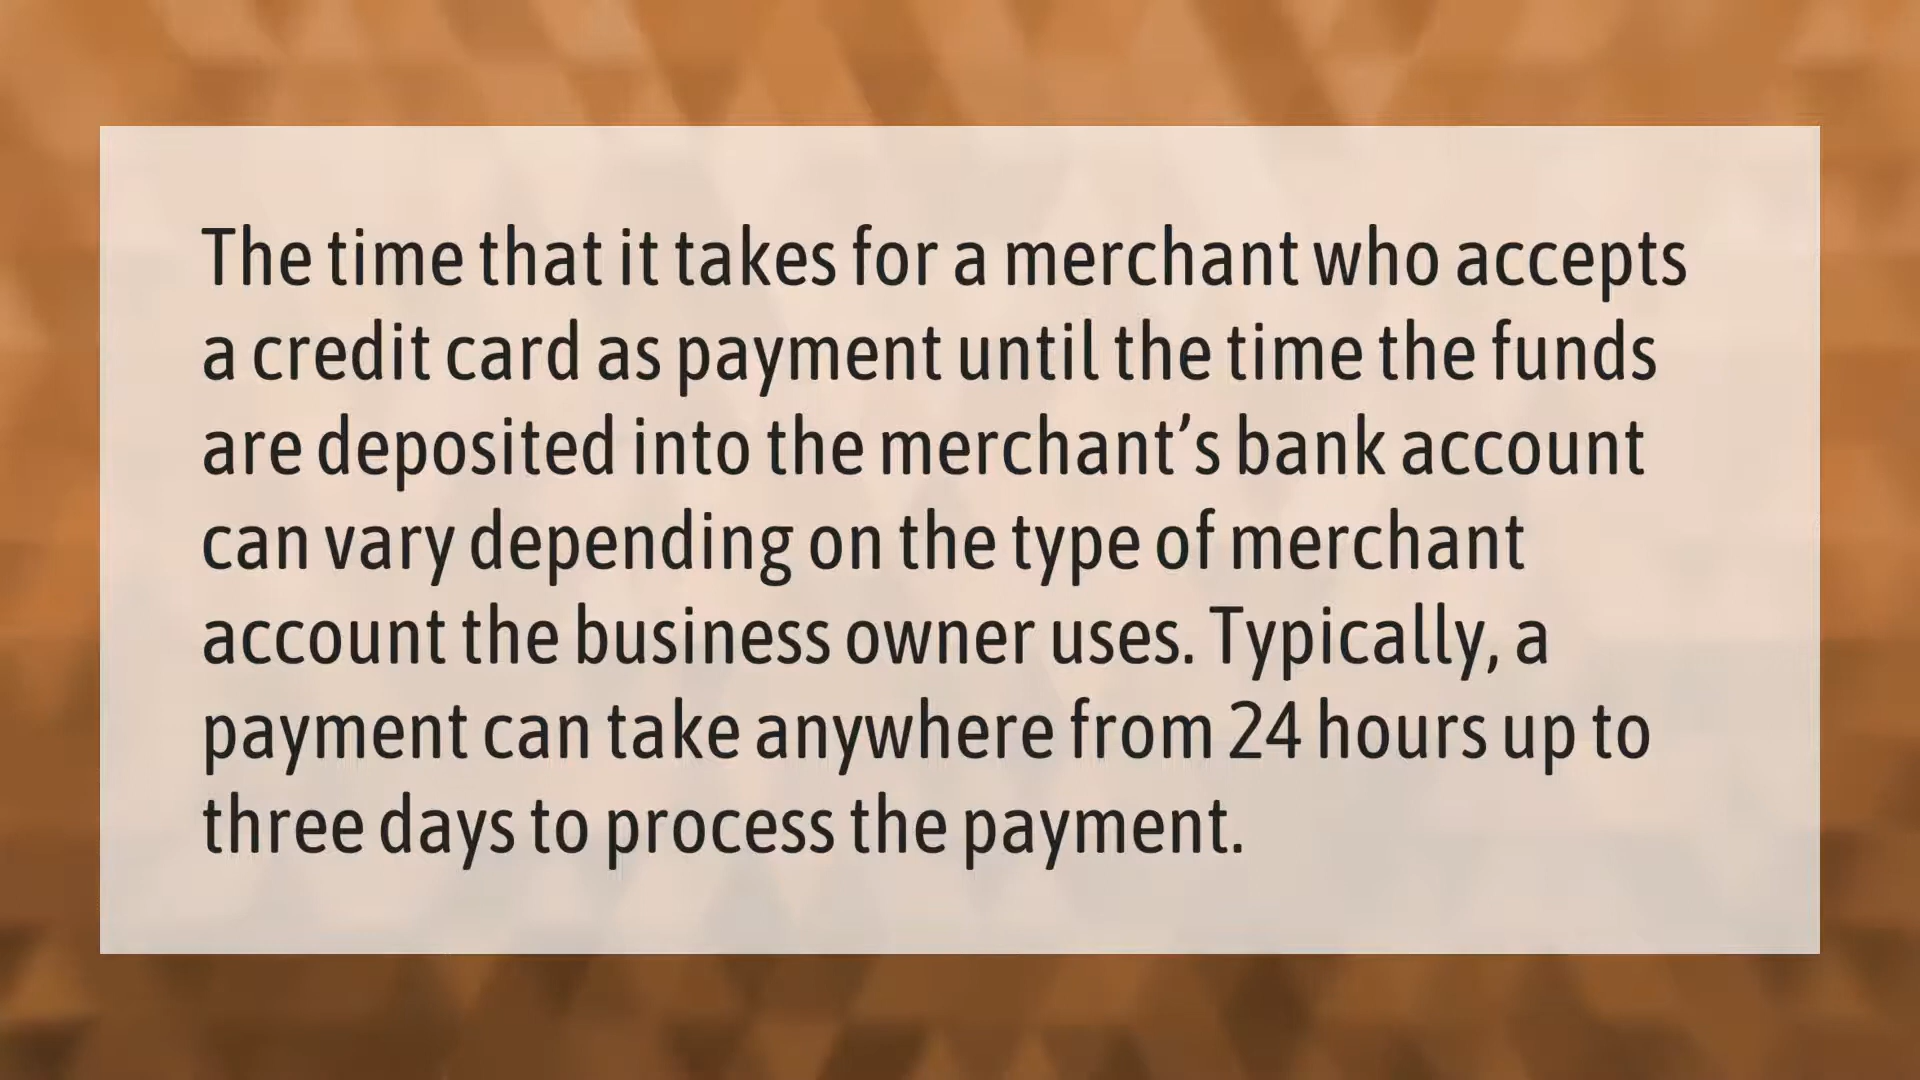 The time that it takes for a merchant who accepts
a credit card as payment until the time the funds
are deposited into the merchant’s bank account
can vary depending on the type of merchant
account the business owner uses. Typically, a
payment can take anywhere from 24 hours up to
three days to process the payment.